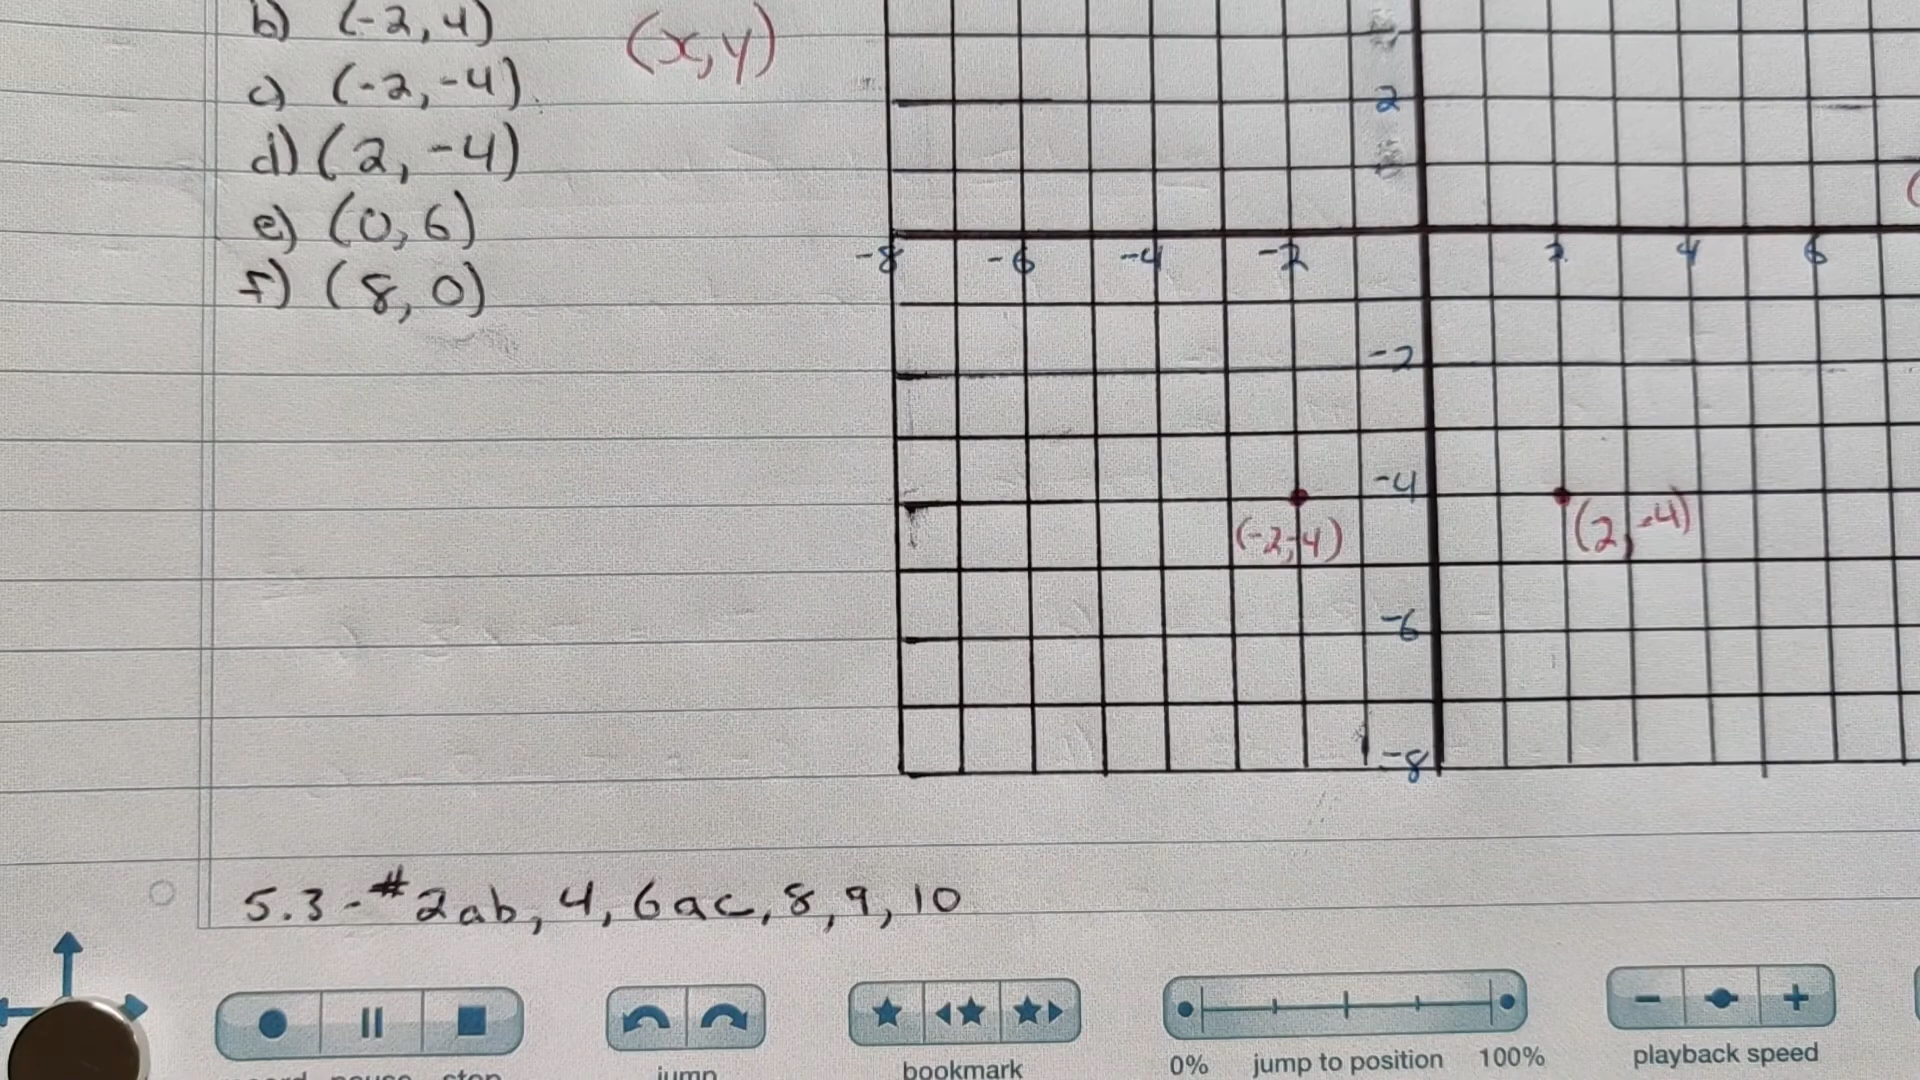 b) (-2, 4)
(x, y)
c) (-2, -4)
d) (2, -4)
e) (0, 6)
f) (8, 0)
2
-8 -6 -4 -2 2 4 6
-2
-4
(-2, -4)
(2, -4)
-6
-8
5.3 - #2ab, 4, 6ac, 8, 9, 10
pause stop
jump
bookmark
0% jump to position 100%
playback speed